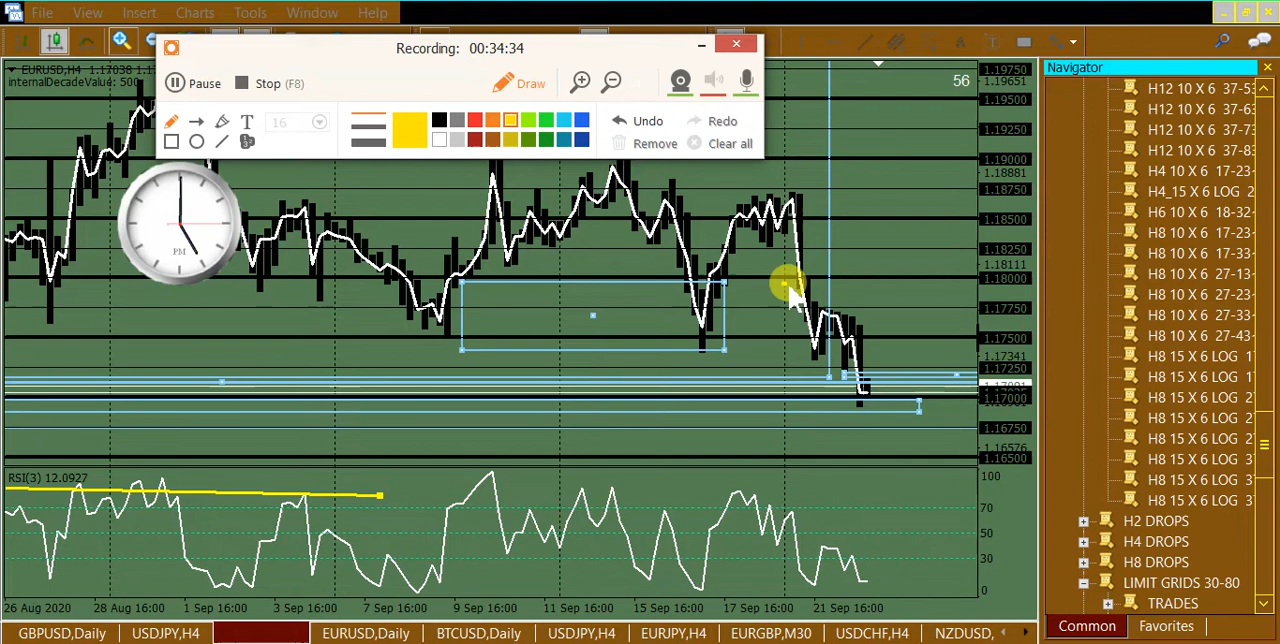 File View Insert Charts Tools Window Help
Recording: 00:34:34
Pause Stop (F8) Draw
T 16
Undo Redo
Remove Clear all
EURUSD,H4 1.17038
internalDecadeValue: 500
56
PM
1.19750
1.19651
1.19500
1.19250
1.19000
1.18881
1.18750
1.18500
1.18250
1.18111
1.18000
1.17750
1.17500
1.17341
1.17250
1.17000
1.16750
1.16576
1.16500
RSI(3) 12.0927
100
70
50
30
0
26 Aug 2020 28 Aug 16:00 1 Sep 16:00 3 Sep 16:00 7 Sep 16:00 9 Sep 16:00 11 Sep 16:00 15 Sep 16:00 17 Sep 16:00 21 Sep 16:00
GBPUSD,Daily USDJPY,H4 EURUSD,Daily BTCUSD,Daily USDJPY,H4 EURJPY,H4 EURGBP,M30 USDCHF,H4 NZDUSD,
Navigator
H12 10 X 6 37-53
H12 10 X 6 37-63
H12 10 X 6 37-73
H12 10 X 6 37-83
H4 10 X 6 17-23
H4_15 X 6 LOG 2
H6 10 X 6 18-32
H8 10 X 6 17-23
H8 10 X 6 17-33
H8 10 X 6 27-13
H8 10 X 6 27-23
H8 10 X 6 27-33
H8 10 X 6 27-43
H8 15 X 6 LOG 1
H8 15 X 6 LOG 1
H8 15 X 6 LOG 2
H8 15 X 6 LOG 2
H8 15 X 6 LOG 2
H8 15 X 6 LOG 3
H8 15 X 6 LOG 3
H8 15 X 6 LOG 3
H2 DROPS
H4 DROPS
H8 DROPS
LIMIT GRIDS 30-80
TRADES
Common Favorites